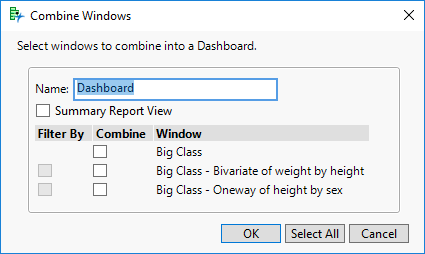 Combine Windows
Select windows to combine into a Dashboard.
Name: Dashboard
Summary Report View
Filter By Combine Window
Big Class
Big Class - Bivariate of weight by height
Big Class - Oneway of height by sex
OK Select All Cancel